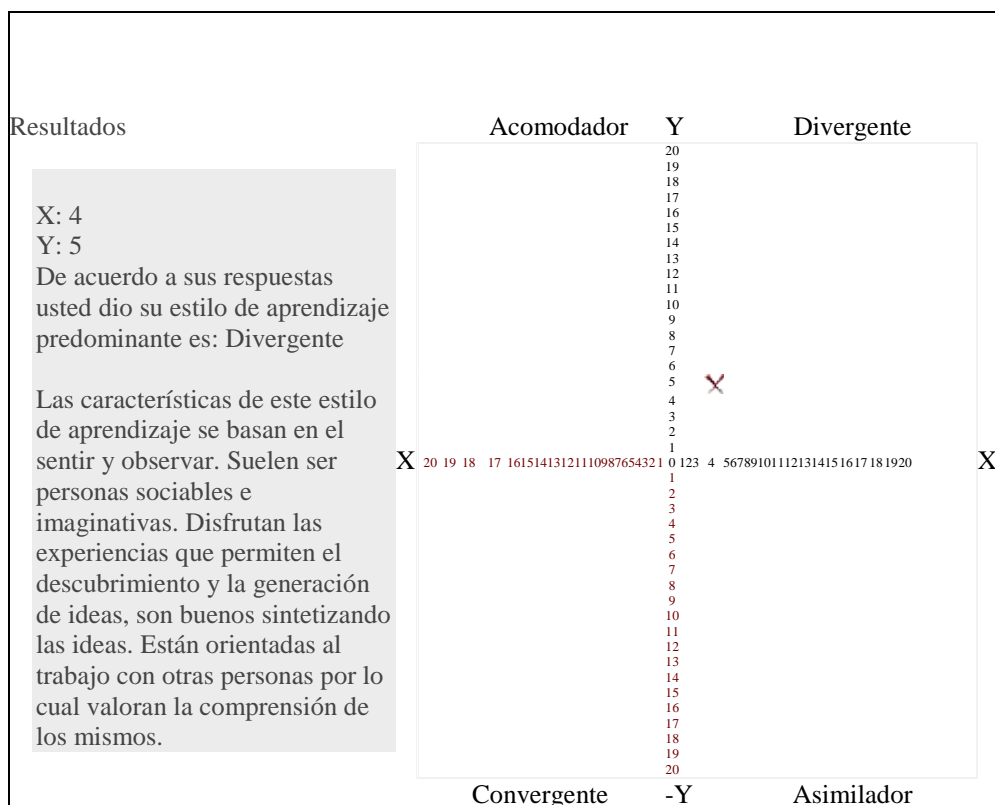 Resultados
Acomodador Y Divergente
X: 4
Y: 5
De acuerdo a sus respuestas
usted dio su estilo de aprendizaje
predominante es: Divergente
Las características de este estilo
de aprendizaje se basan en el
sentir y observar. Suelen ser
personas sociables e
imaginativas. Disfrutan las
experiencias que permiten el
descubrimiento y la generación
de ideas, son buenos sintetizando
las ideas. Están orientadas al
trabajo con otras personas por lo
cual valoran la comprensión de
los mismos.
20
19
18
17
16
15
14
13
12
11
10
9
8
7
6
5
4
3
2
1
X 20 19 18 17 16151413121110987654321 0 123 4 567891011121314151617181920 X
1
2
3
4
5
6
7
8
9
10
11
12
13
14
15
16
17
18
19
20
Convergente -Y Asimilador